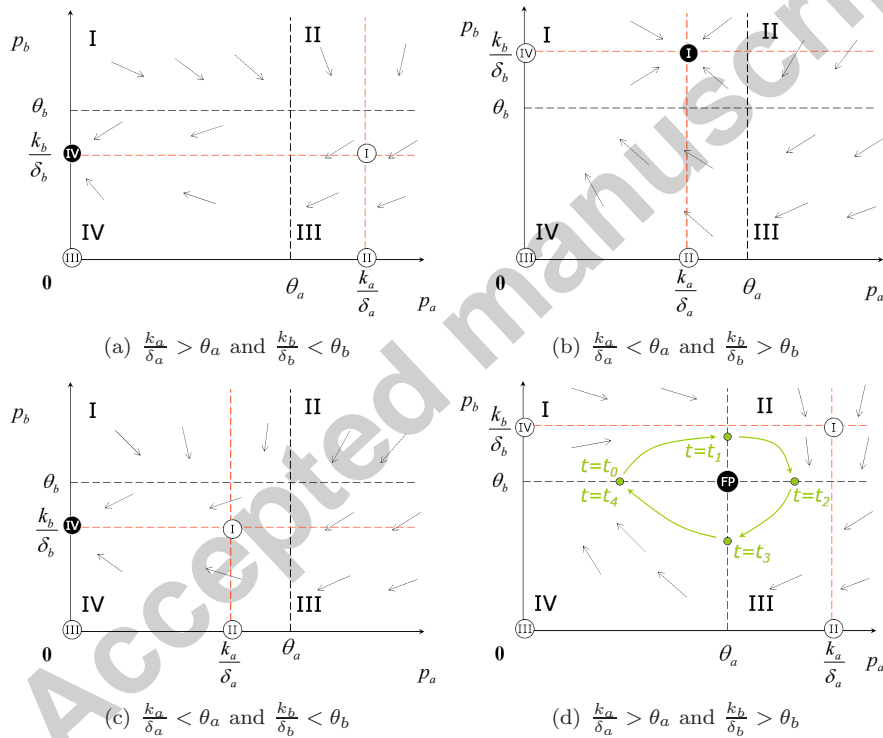 p_b
I
II
θ_b
k_b
δ_b
IV
I
IV
III
III
II
0
θ_a
k_a
δ_a
p_a
(a) k_a/δ_a > θ_a and k_b/δ_b < θ_b
p_b
I
II
k_b
δ_b
IV
I
θ_b
IV
III
III
II
0
k_a
δ_a
θ_a
p_a
(b) k_a/δ_a < θ_a and k_b/δ_b > θ_b
p_b
I
II
θ_b
k_b
δ_b
IV
I
IV
III
III
II
0
k_a
δ_a
θ_a
p_a
(c) k_a/δ_a < θ_a and k_b/δ_b < θ_b
p_b
I
II
k_b
δ_b
IV
I
t=t_1
t=t_0
θ_b
FP
t=t_4
t=t_2
t=t_3
IV
III
III
II
0
θ_a
k_a
δ_a
p_a
(d) k_a/δ_a > θ_a and k_b/δ_b > θ_b
Accepted manuscript